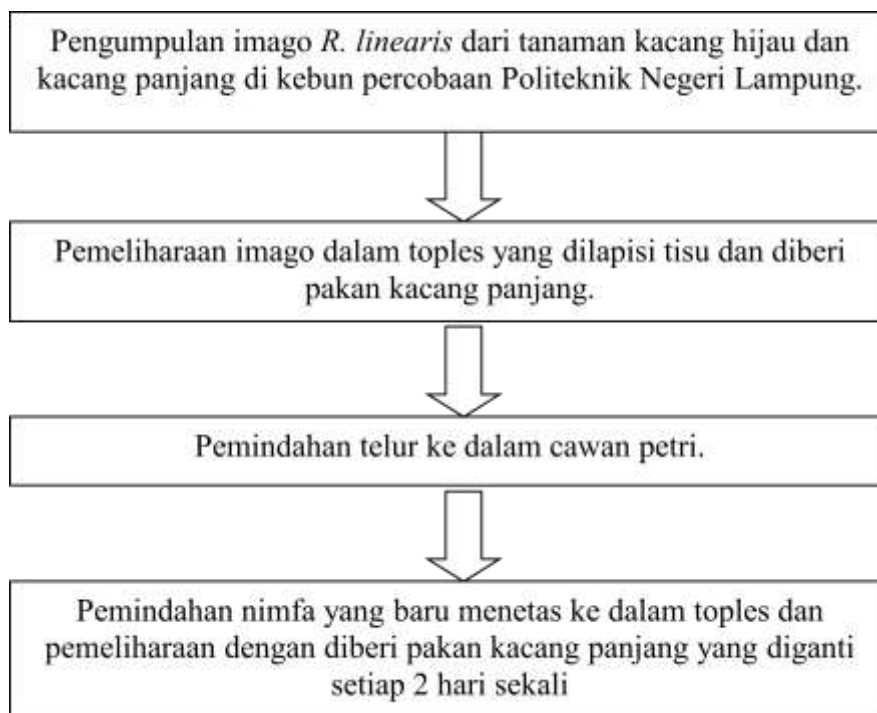 Pengumpulan imago R. linearis dari tanaman kacang hijau dan
kacang panjang di kebun percobaan Politeknik Negeri Lampung.
Pemeliharaan imago dalam toples yang dilapisi tisu dan diberi
pakan kacang panjang.
Pemindahan telur ke dalam cawan petri.
Pemindahan nimfa yang baru menetas ke dalam toples dan
pemeliharaan dengan diberi pakan kacang panjang yang diganti
setiap 2 hari sekali